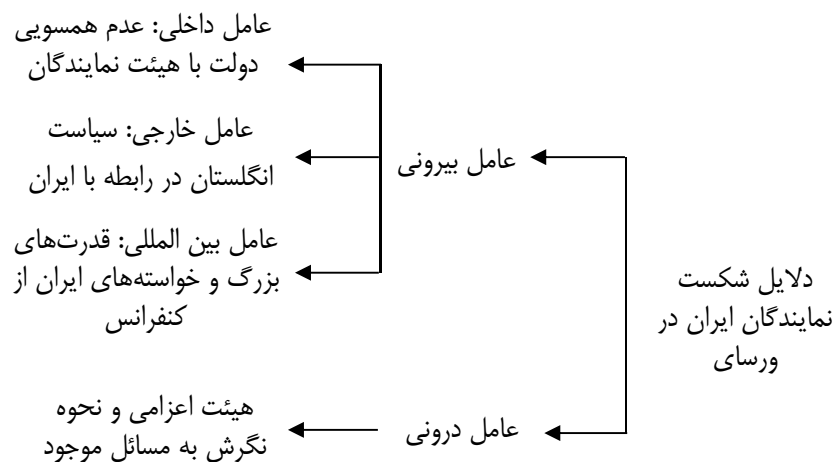 دلایل شکست
نمایندگان ایران در
ورسای
عامل بیرونی
عامل داخلی: عدم همسویی
دولت با هیئت نمایندگان
عامل خارجی: سیاست
انگلستان در رابطه با ایران
عامل بین المللی: قدرت‌های
بزرگ و خواسته‌های ایران از
کنفرانس
عامل درونی
هیئت اعزامی و نحوه
نگرش به مسائل موجود